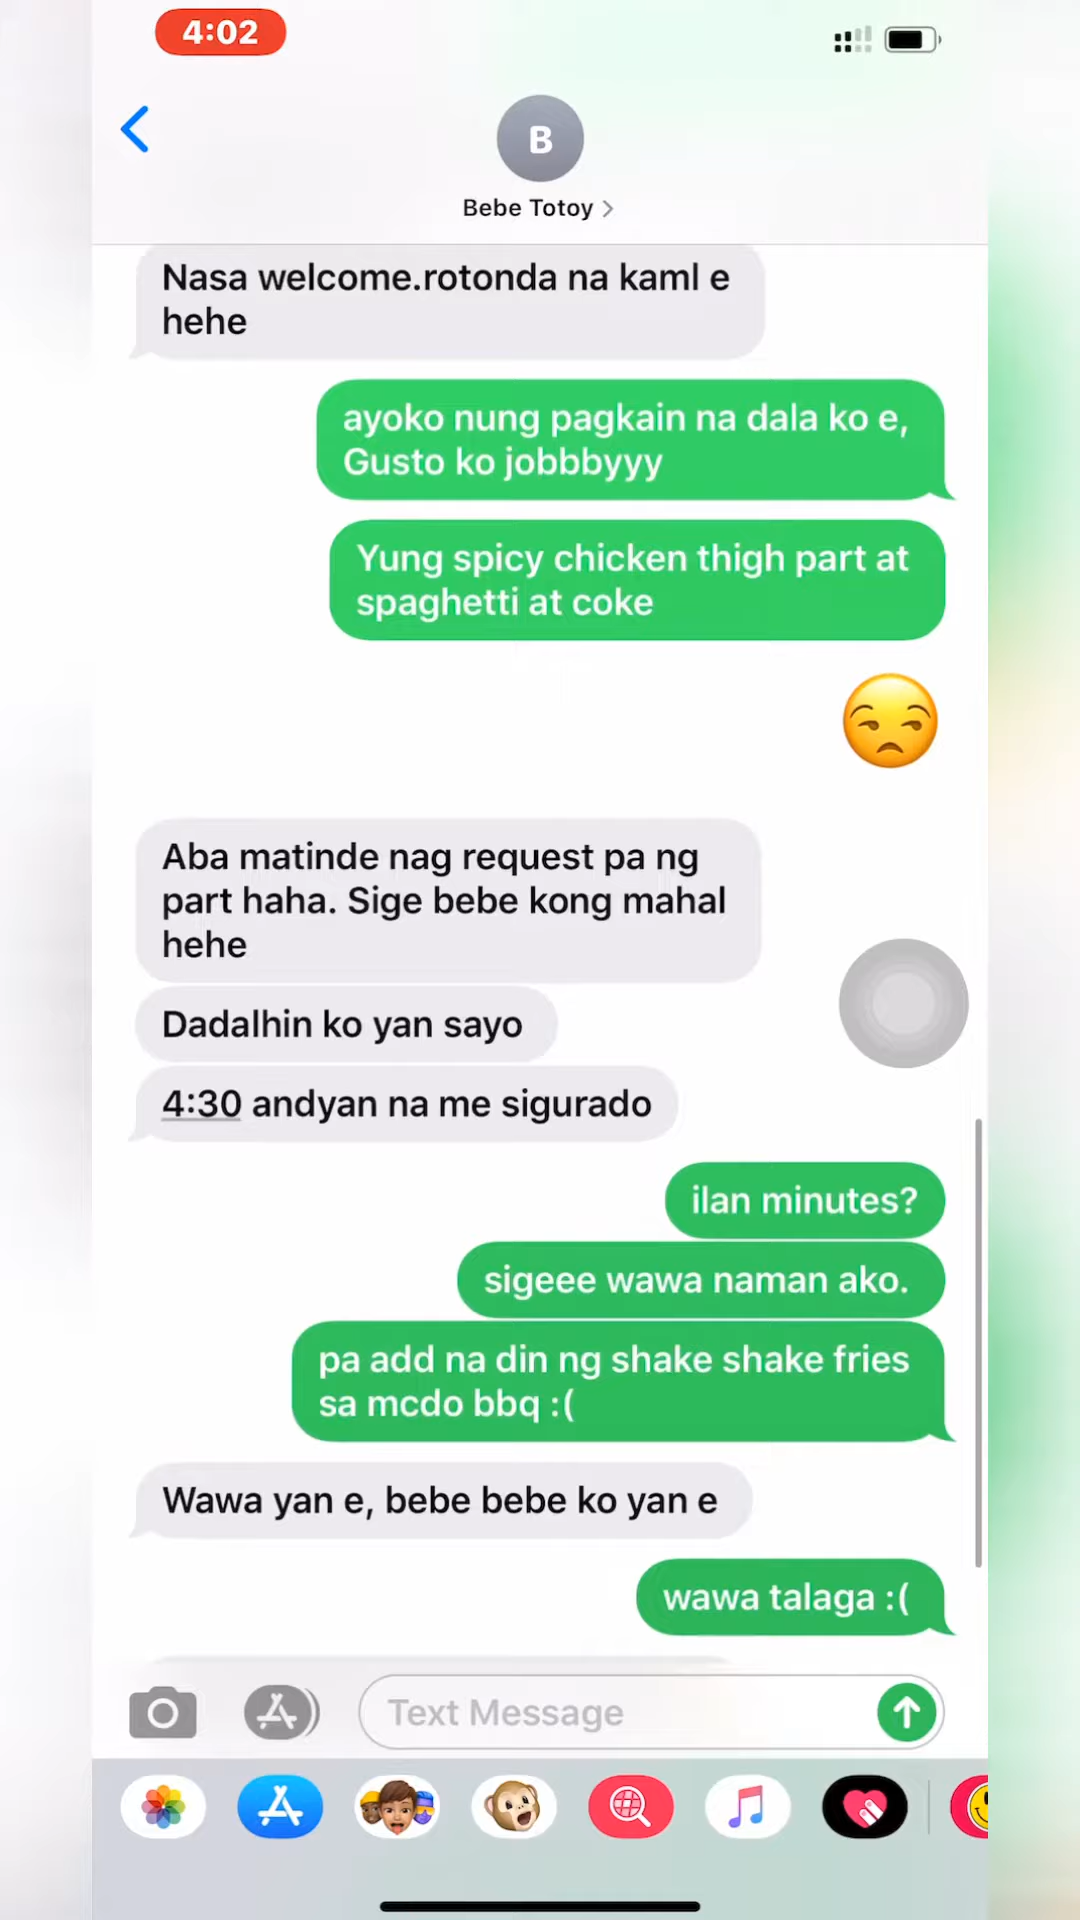 4:02
B
Bebe Totoy
Nasa welcome.rotonda na kaml e
hehe
ayoko nung pagkain na dala ko e,
Gusto ko jobbbyyy
Yung spicy chicken thigh part at
spaghetti at coke
Aba matinde nag request pa ng
part haha. Sige bebe kong mahal
hehe
Dadalhin ko yan sayo
4:30 andyan na me sigurado
ilan minutes?
sigeee wawa naman ako.
pa add na din ng shake shake fries
sa mcdo bbq :(
Wawa yan e, bebe bebe ko yan e
wawa talaga :(
Text Message